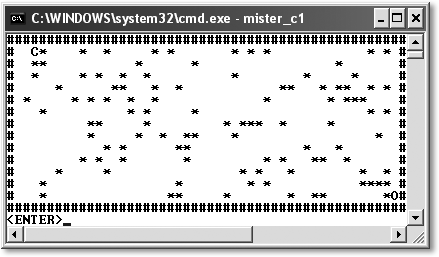 C:\WINDOWS\system32\cmd.exe - mister_c1
##################################################
#  C*    *  * *   * * ***         *           * *#
#  **        *         *                 *       #
#   *   *   * *   *         *    *   *       * * #
#     *      **   *               **   * *  *  * #
# *     * * *  *  * *           *       * ***    #
#   *          *  *  * *             *           #
#         **    *          * ***  *         *    #
#         *     *  *  **    *   *             *  #
#   *    *  * *      **              *   *       #
#        * *  *       *         *  *  **  *      #
#     *     *      *      *          *      *  * #
#   *                *           *          **** #
#   *               **     *       *  **       *O#
##################################################
<ENTER>_